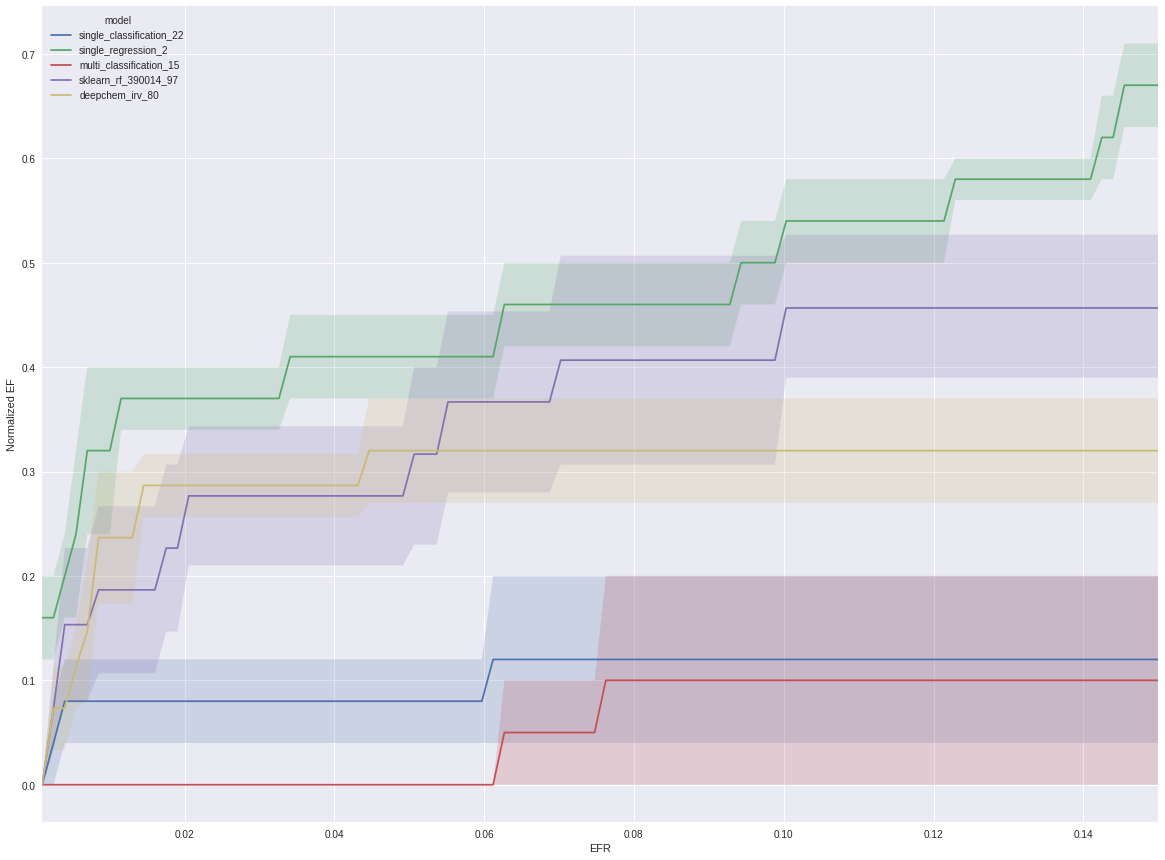 model
single_classification_22
single_regression_2
multi_classification_15
sklearn_rf_390014_97
deepchem_irv_80
0.7
0.6
0.5
0.4
0.3
0.2
0.1
0.0
Normalized EF
0.02 0.04 0.06 0.08 0.10 0.12 0.14
EFR